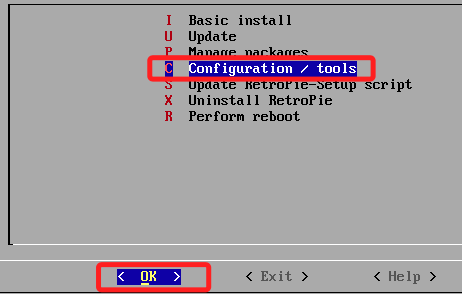 I Basic install
U Update
P Manage packages
C Configuration / tools
S Update RetroPie-Setup script
X Uninstall RetroPie
R Perform reboot
< OK > < Exit > < Help >